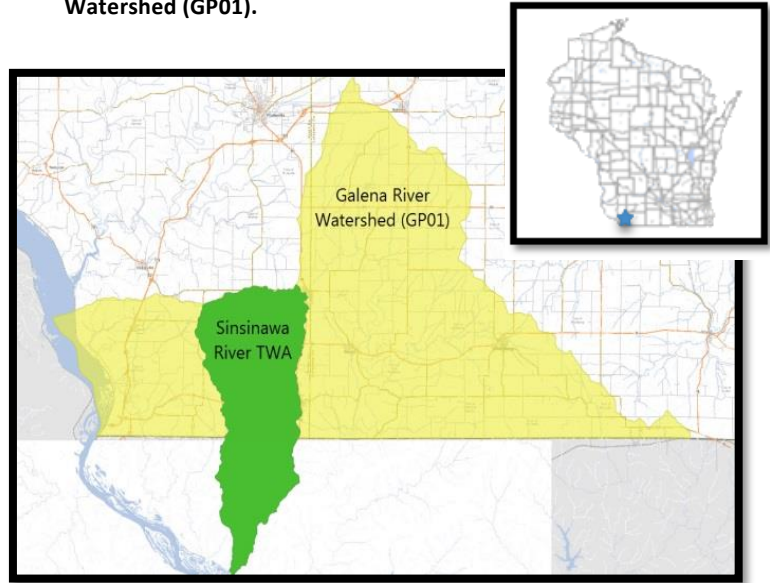 Watershed (GP01).
Galena River
Watershed (GP01)
Sinsinawa
River TWA